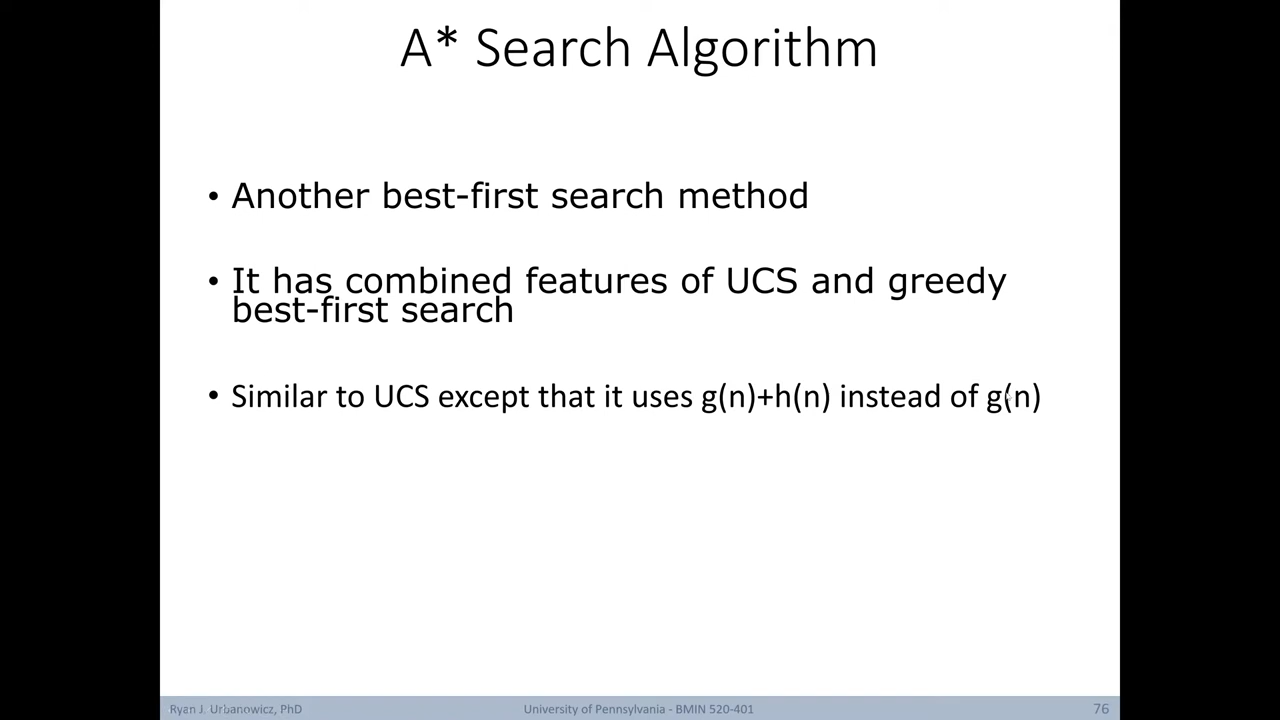 A* Search Algorithm
• Another best-first search method
• It has combined features of UCS and greedy
best-first search
• Similar to UCS except that it uses g(n)+h(n) instead of g(n)
Ryan J. Urbanowicz, PhD
University of Pennsylvania - BMIN 520-401
76